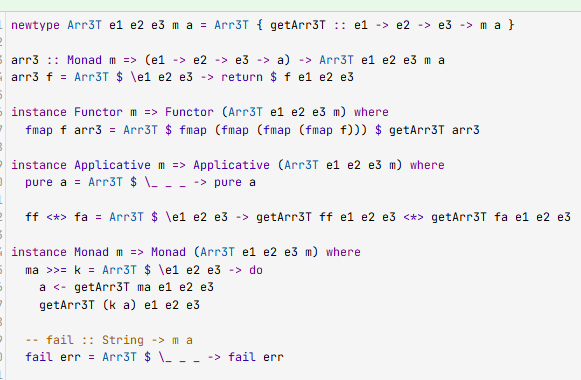 newtype Arr3T e1 e2 e3 m a = Arr3T { getArr3T :: e1 -> e2 -> e3 -> m a }

arr3 :: Monad m => (e1 -> e2 -> e3 -> a) -> Arr3T e1 e2 e3 m a
arr3 f = Arr3T $ \e1 e2 e3 -> return $ f e1 e2 e3

instance Functor m => Functor (Arr3T e1 e2 e3 m) where
  fmap f arr3 = Arr3T $ fmap (fmap (fmap (fmap f))) $ getArr3T arr3

instance Applicative m => Applicative (Arr3T e1 e2 e3 m) where
  pure a = Arr3T $ \_ _ _ -> pure a

  ff <*> fa = Arr3T $ \e1 e2 e3 -> getArr3T ff e1 e2 e3 <*> getArr3T fa e1 e2 e3

instance Monad m => Monad (Arr3T e1 e2 e3 m) where
  ma >>= k = Arr3T $ \e1 e2 e3 -> do
    a <- getArr3T ma e1 e2 e3
    getArr3T (k a) e1 e2 e3

  -- fail :: String -> m a
  fail err = Arr3T $ \_ _ _ -> fail err